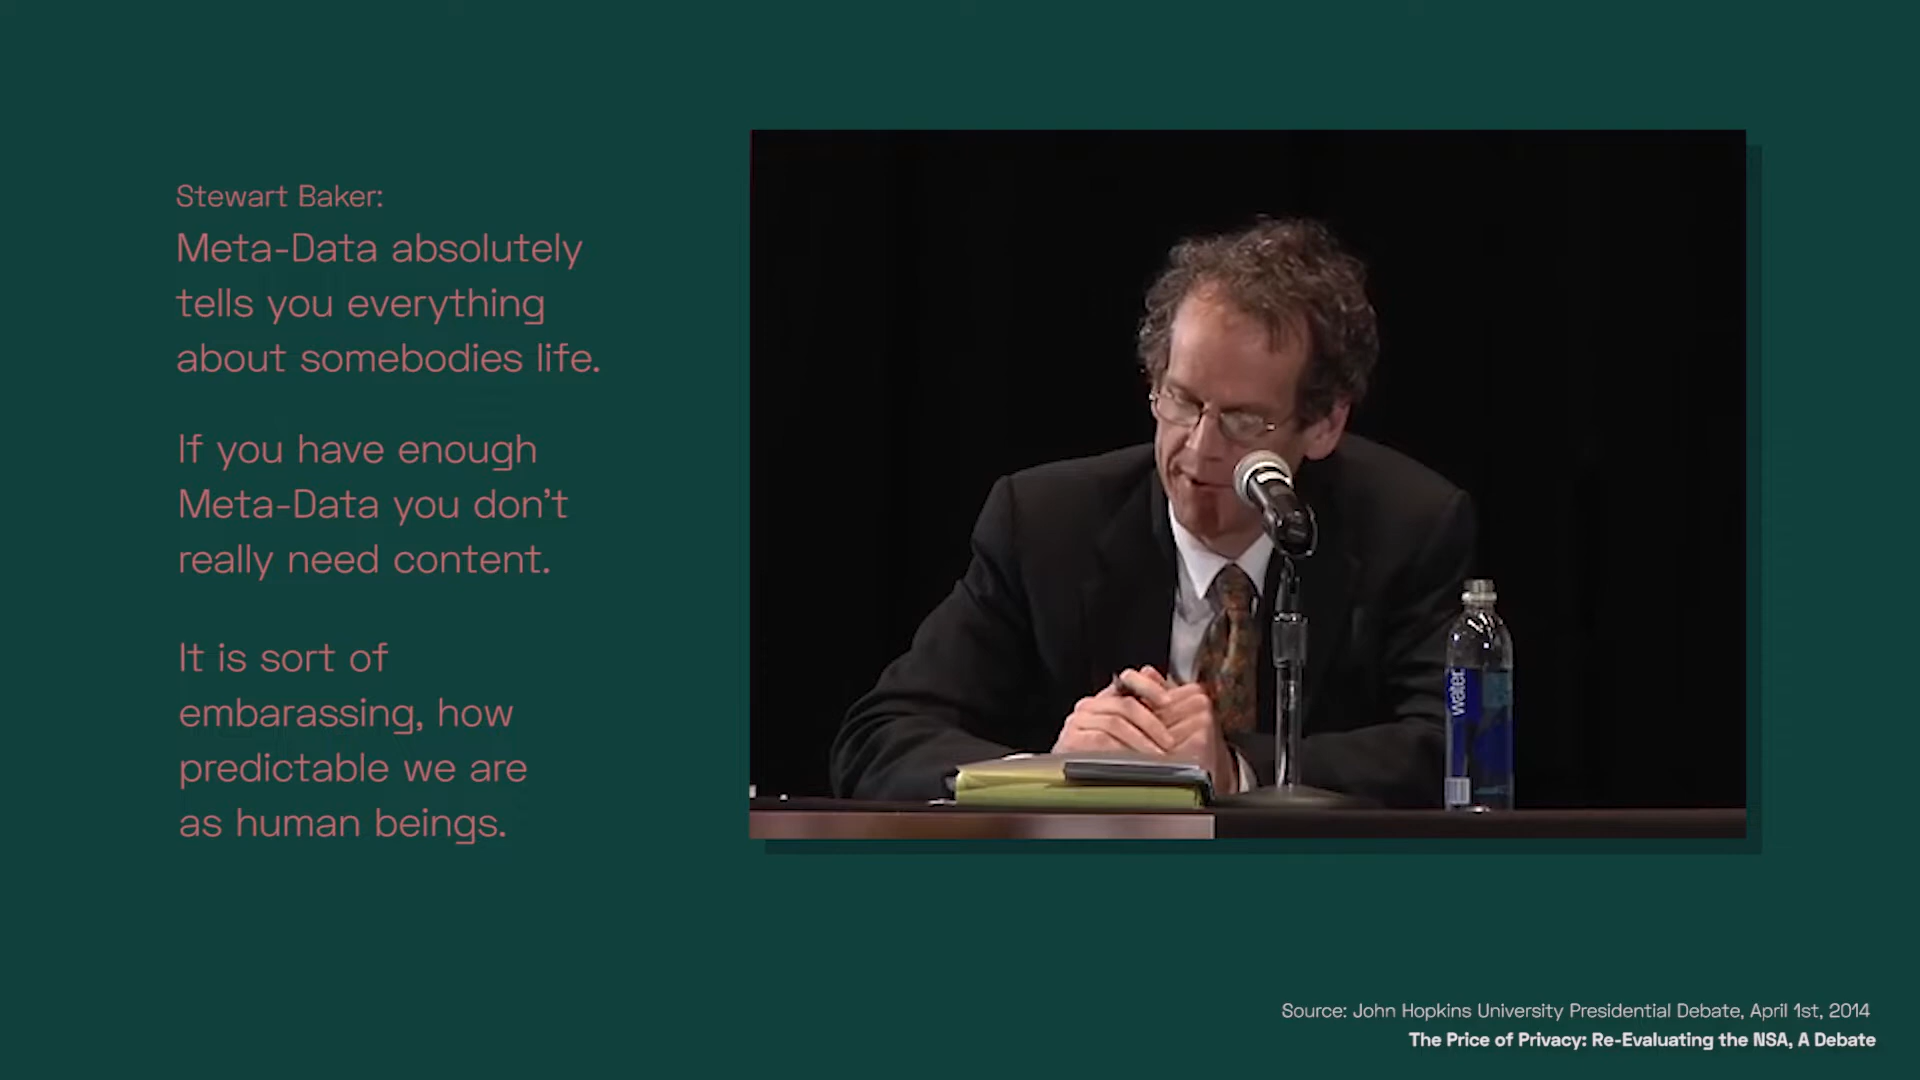 Stewart Baker:
Meta-Data absolutely
tells you everything
about somebodies life.
If you have enough
Meta-Data you don't
really need content.
It is sort of
embarassing, how
predictable we are
as human beings.
water
Source: John Hopkins University Presidential Debate, April 1st, 2014
The Price of Privacy: Re-Evaluating the NSA, A Debate